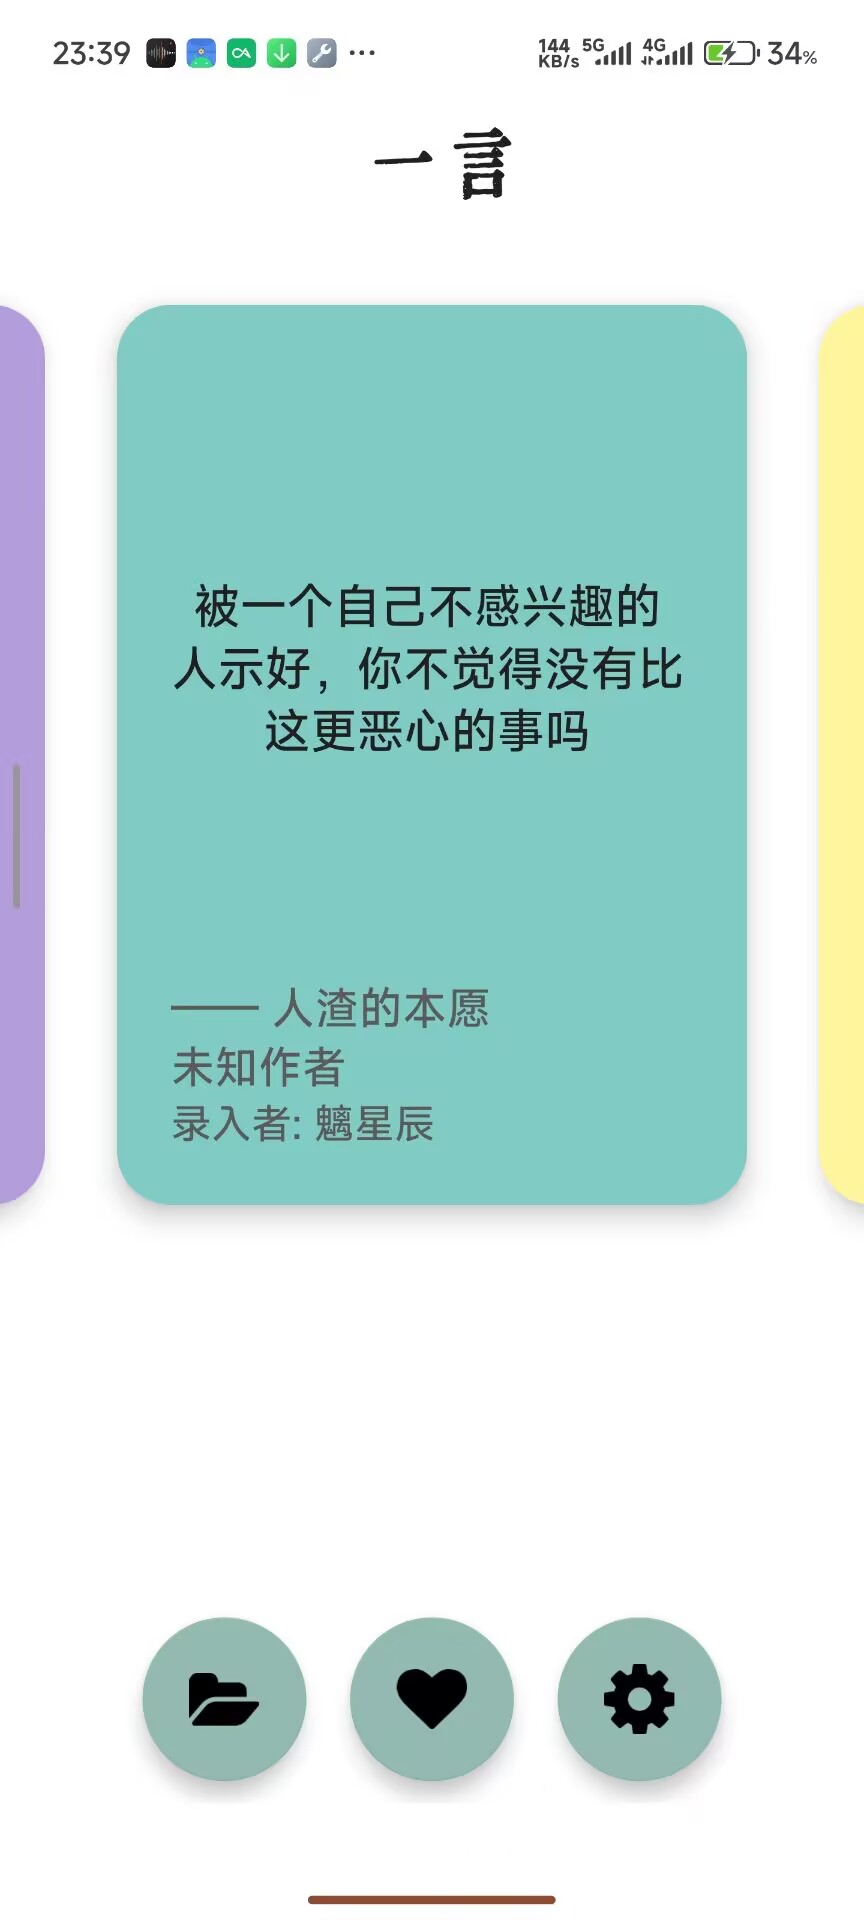 23:39
144 KB/s 5G 4G 34%
一言
被一个自己不感兴趣的
人示好，你不觉得没有比
这更恶心的事吗
—— 人渣的本愿
未知作者
录入者: 魑星辰